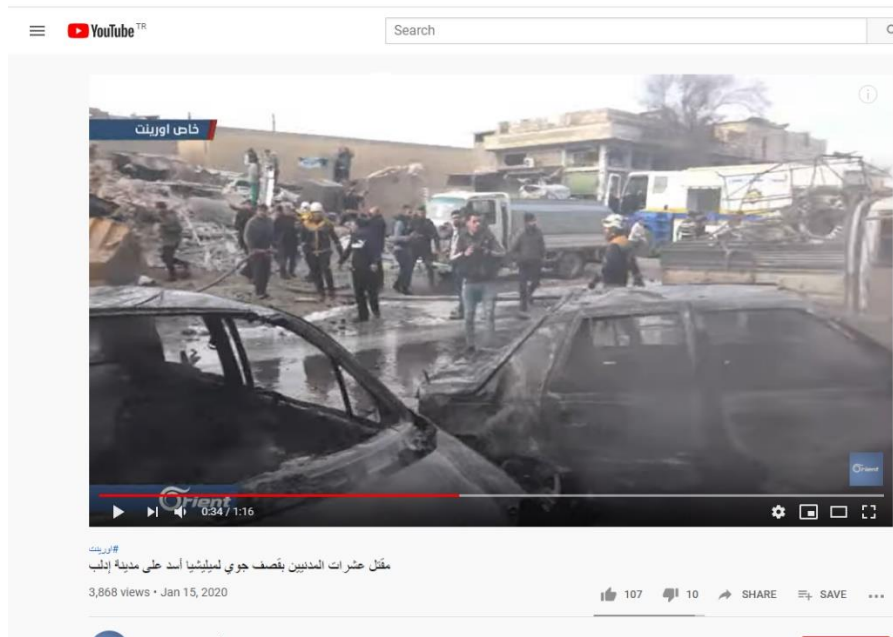 YouTube TR
Search
خاص اورينت
Orient
Orient
0:34 / 1:16
#اورينت
مقتل عشرات المدنيين بقصف جوي لميليشيا أسد على مدينة إدلب
3,868 views • Jan 15, 2020
107 10 SHARE SAVE